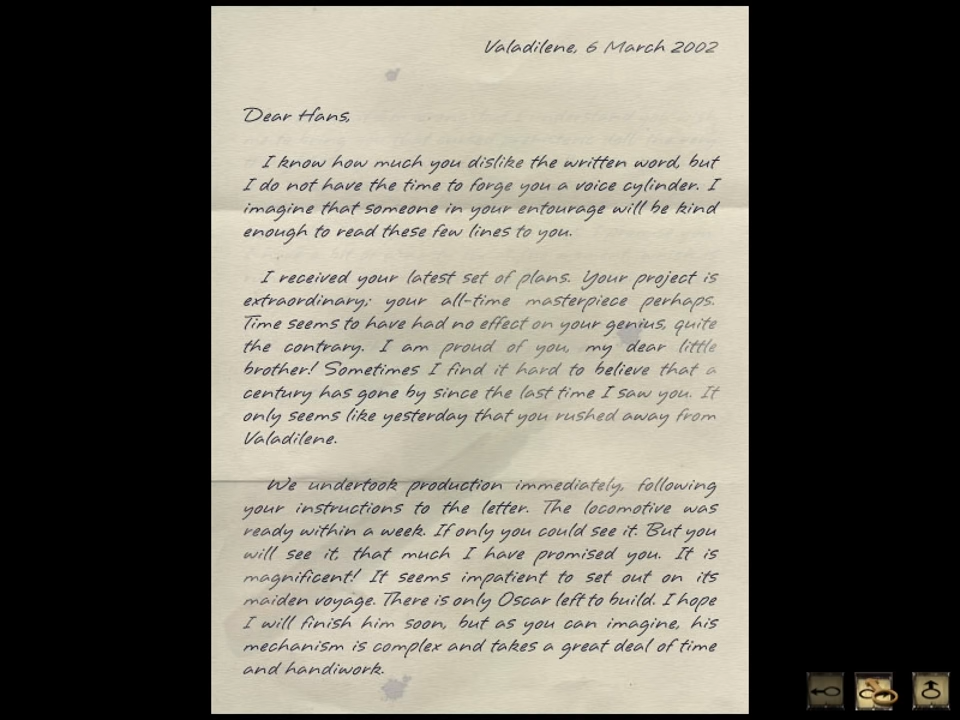 Valadilene, 6 March 2002
Dear Hans,
I know how much you dislike the written word, but
I do not have the time to forge you a voice cylinder. I
imagine that someone in your entourage will be kind
enough to read these few lines to you.
I received your latest set of plans. Your project is
extraordinary; your all-time masterpiece perhaps.
Time seems to have had no effect on your genius, quite
the contrary. I am proud of you, my dear little
brother! Sometimes I find it hard to believe that a
century has gone by since the last time I saw you. It
only seems like yesterday that you rushed away from
Valadilene.
We undertook production immediately, following
your instructions to the letter. The locomotive was
ready within a week. If only you could see it. But you
will see it, that much I have promised you. It is
magnificent! It seems impatient to set out on its
maiden voyage. There is only Oscar left to build. I hope
I will finish him soon, but as you can imagine, his
mechanism is complex and takes a great deal of time
and handiwork.